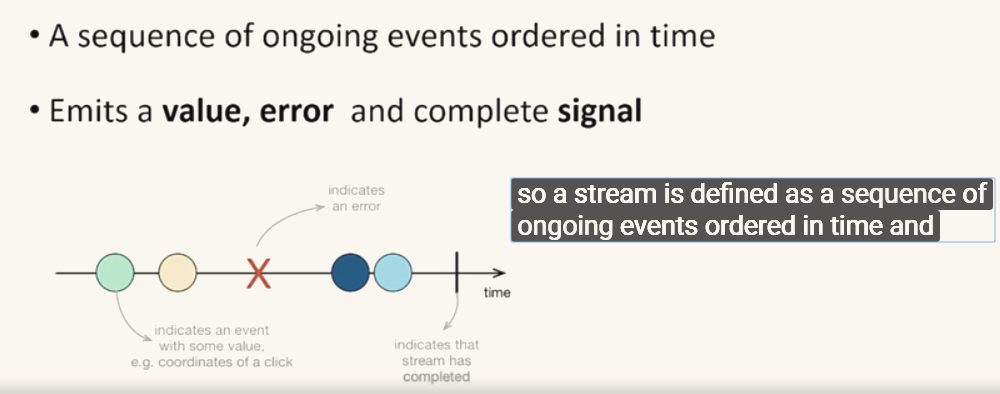 • A sequence of ongoing events ordered in time
• Emits a value, error and complete signal
so a stream is defined as a sequence of
ongoing events ordered in time and
indicates
an error
X
time
indicates an event
with some value,
e.g. coordinates of a click
indicates that
stream has
completed